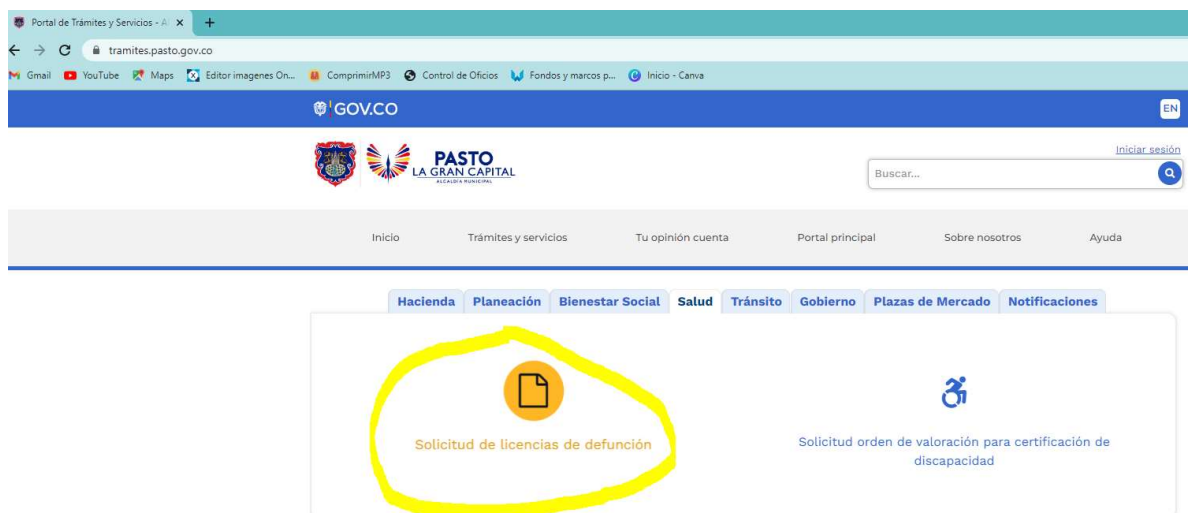 Portal de Trámites y Servicios - Al
tramites.pasto.gov.co
Gmail YouTube Maps Editor imagenes On... ComprimirMP3 Control de Oficios Fondos y marcos p... Inicio - Canva
GOV.CO EN
PASTO
LA GRAN CAPITAL
ALCALDÍA MUNICIPAL
Iniciar sesión
Buscar...
Inicio Trámites y servicios Tu opinión cuenta Portal principal Sobre nosotros Ayuda
Hacienda Planeación Bienestar Social Salud Tránsito Gobierno Plazas de Mercado Notificaciones
Solicitud de licencias de defunción
Solicitud orden de valoración para certificación de
discapacidad